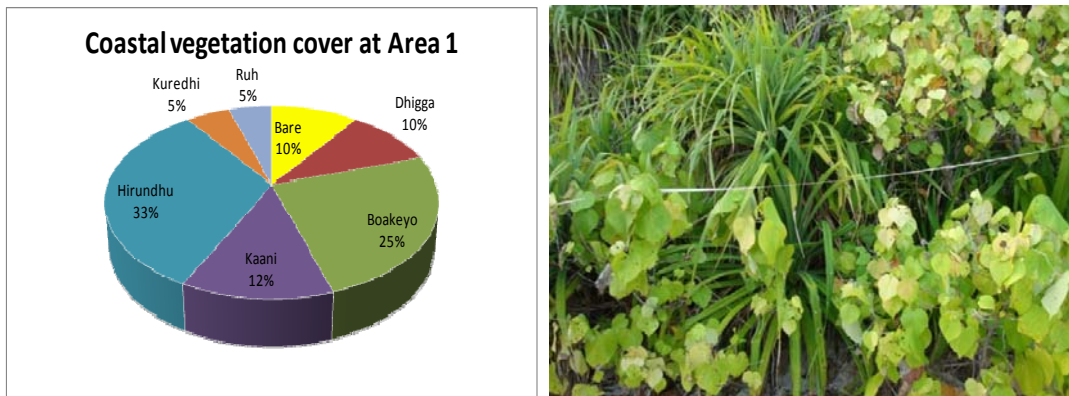 Coastal vegetation cover at Area 1
Kuredhi
5%
Ruh
5%
Bare
10%
Dhigga
10%
Hirundhu
33%
Boakeyo
25%
Kaani
12%